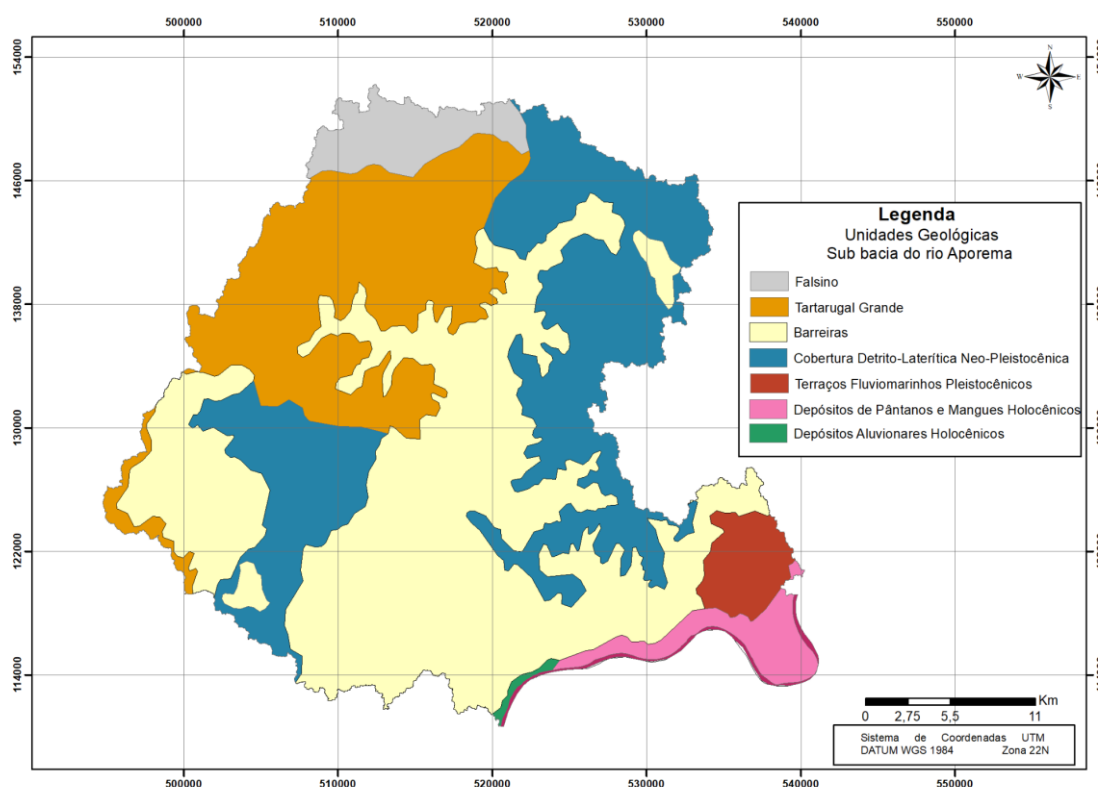 500000 510000 520000 530000 540000 550000
154000
N
W E
S
146000
138000
130000
122000
114000
Legenda
Unidades Geológicas
Sub bacia do rio Aporema
Falsino
Tartarugal Grande
Barreiras
Cobertura Detrito-Laterítica Neo-Pleistocênica
Terraços Fluviomarinhos Pleistocênicos
Depósitos de Pântanos e Mangues Holocênicos
Depósitos Aluvionares Holocênicos
Km
0 2,75 5,5 11
Sistema de Coordenadas UTM
DATUM WGS 1984 Zona 22N
500000 510000 520000 530000 540000 550000